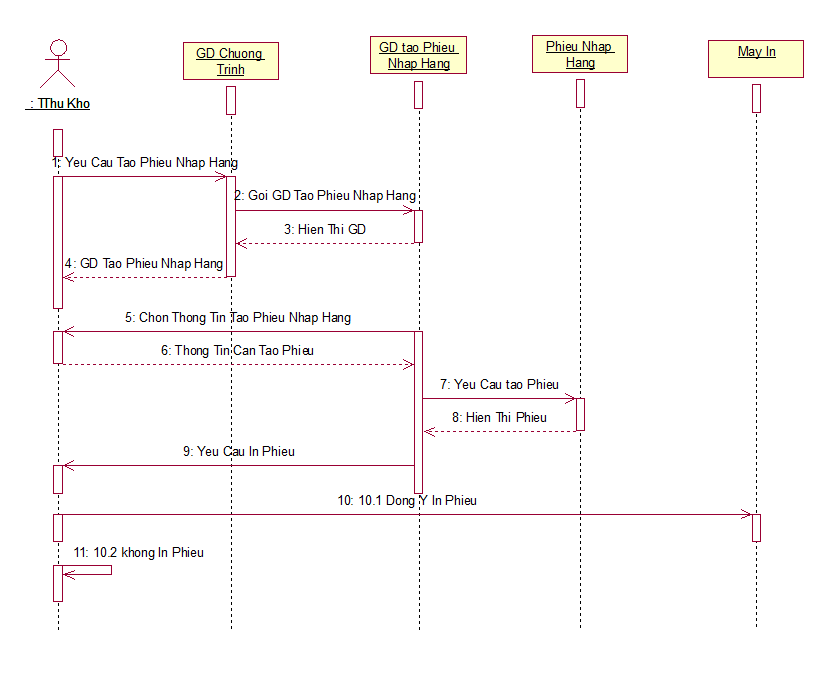 GD Chuong
Trinh
GD tao Phieu
Nhap Hang
Phieu Nhap
Hang
May In
: TThu Kho
1: Yeu Cau Tao Phieu Nhap Hang
2: Goi GD Tao Phieu Nhap Hang
3: Hien Thi GD
4: GD Tao Phieu Nhap Hang
5: Chon Thong Tin Tao Phieu Nhap Hang
6: Thong Tin Can Tao Phieu
7: Yeu Cau tao Phieu
8: Hien Thi Phieu
9: Yeu Cau In Phieu
10: 10.1 Dong Y In Phieu
11: 10.2 khong In Phieu